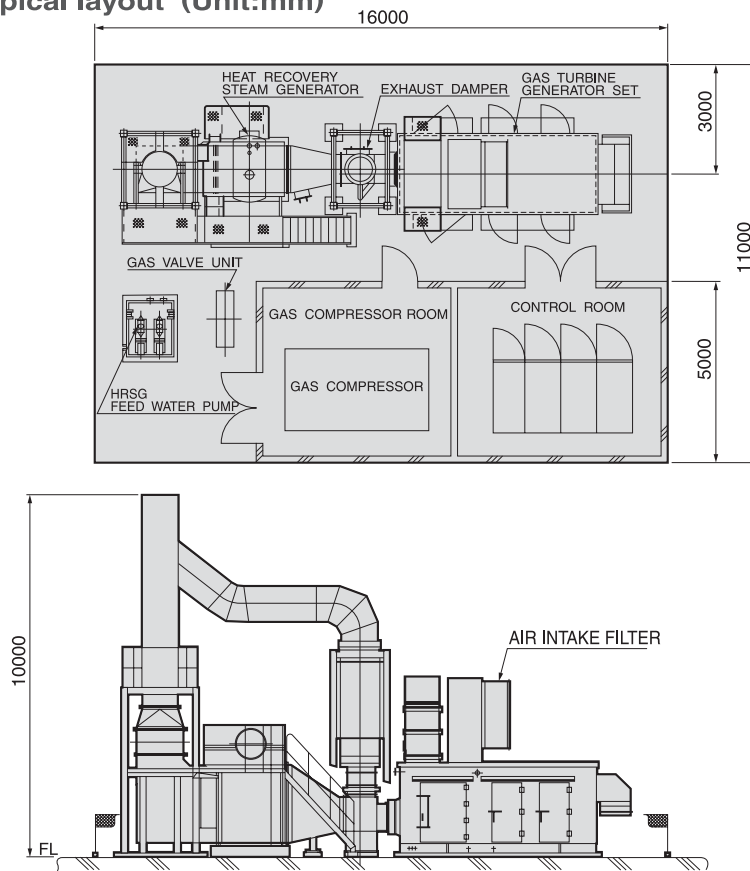 pical layout (Unit:mm)
16000
HEAT RECOVERY
STEAM GENERATOR
EXHAUST DAMPER
GAS TURBINE
GENERATOR SET
3000
11000
GAS VALVE UNIT
GAS COMPRESSOR ROOM
CONTROL ROOM
GAS COMPRESSOR
5000
HRSG
FEED WATER PUMP
10000
AIR INTAKE FILTER
FL